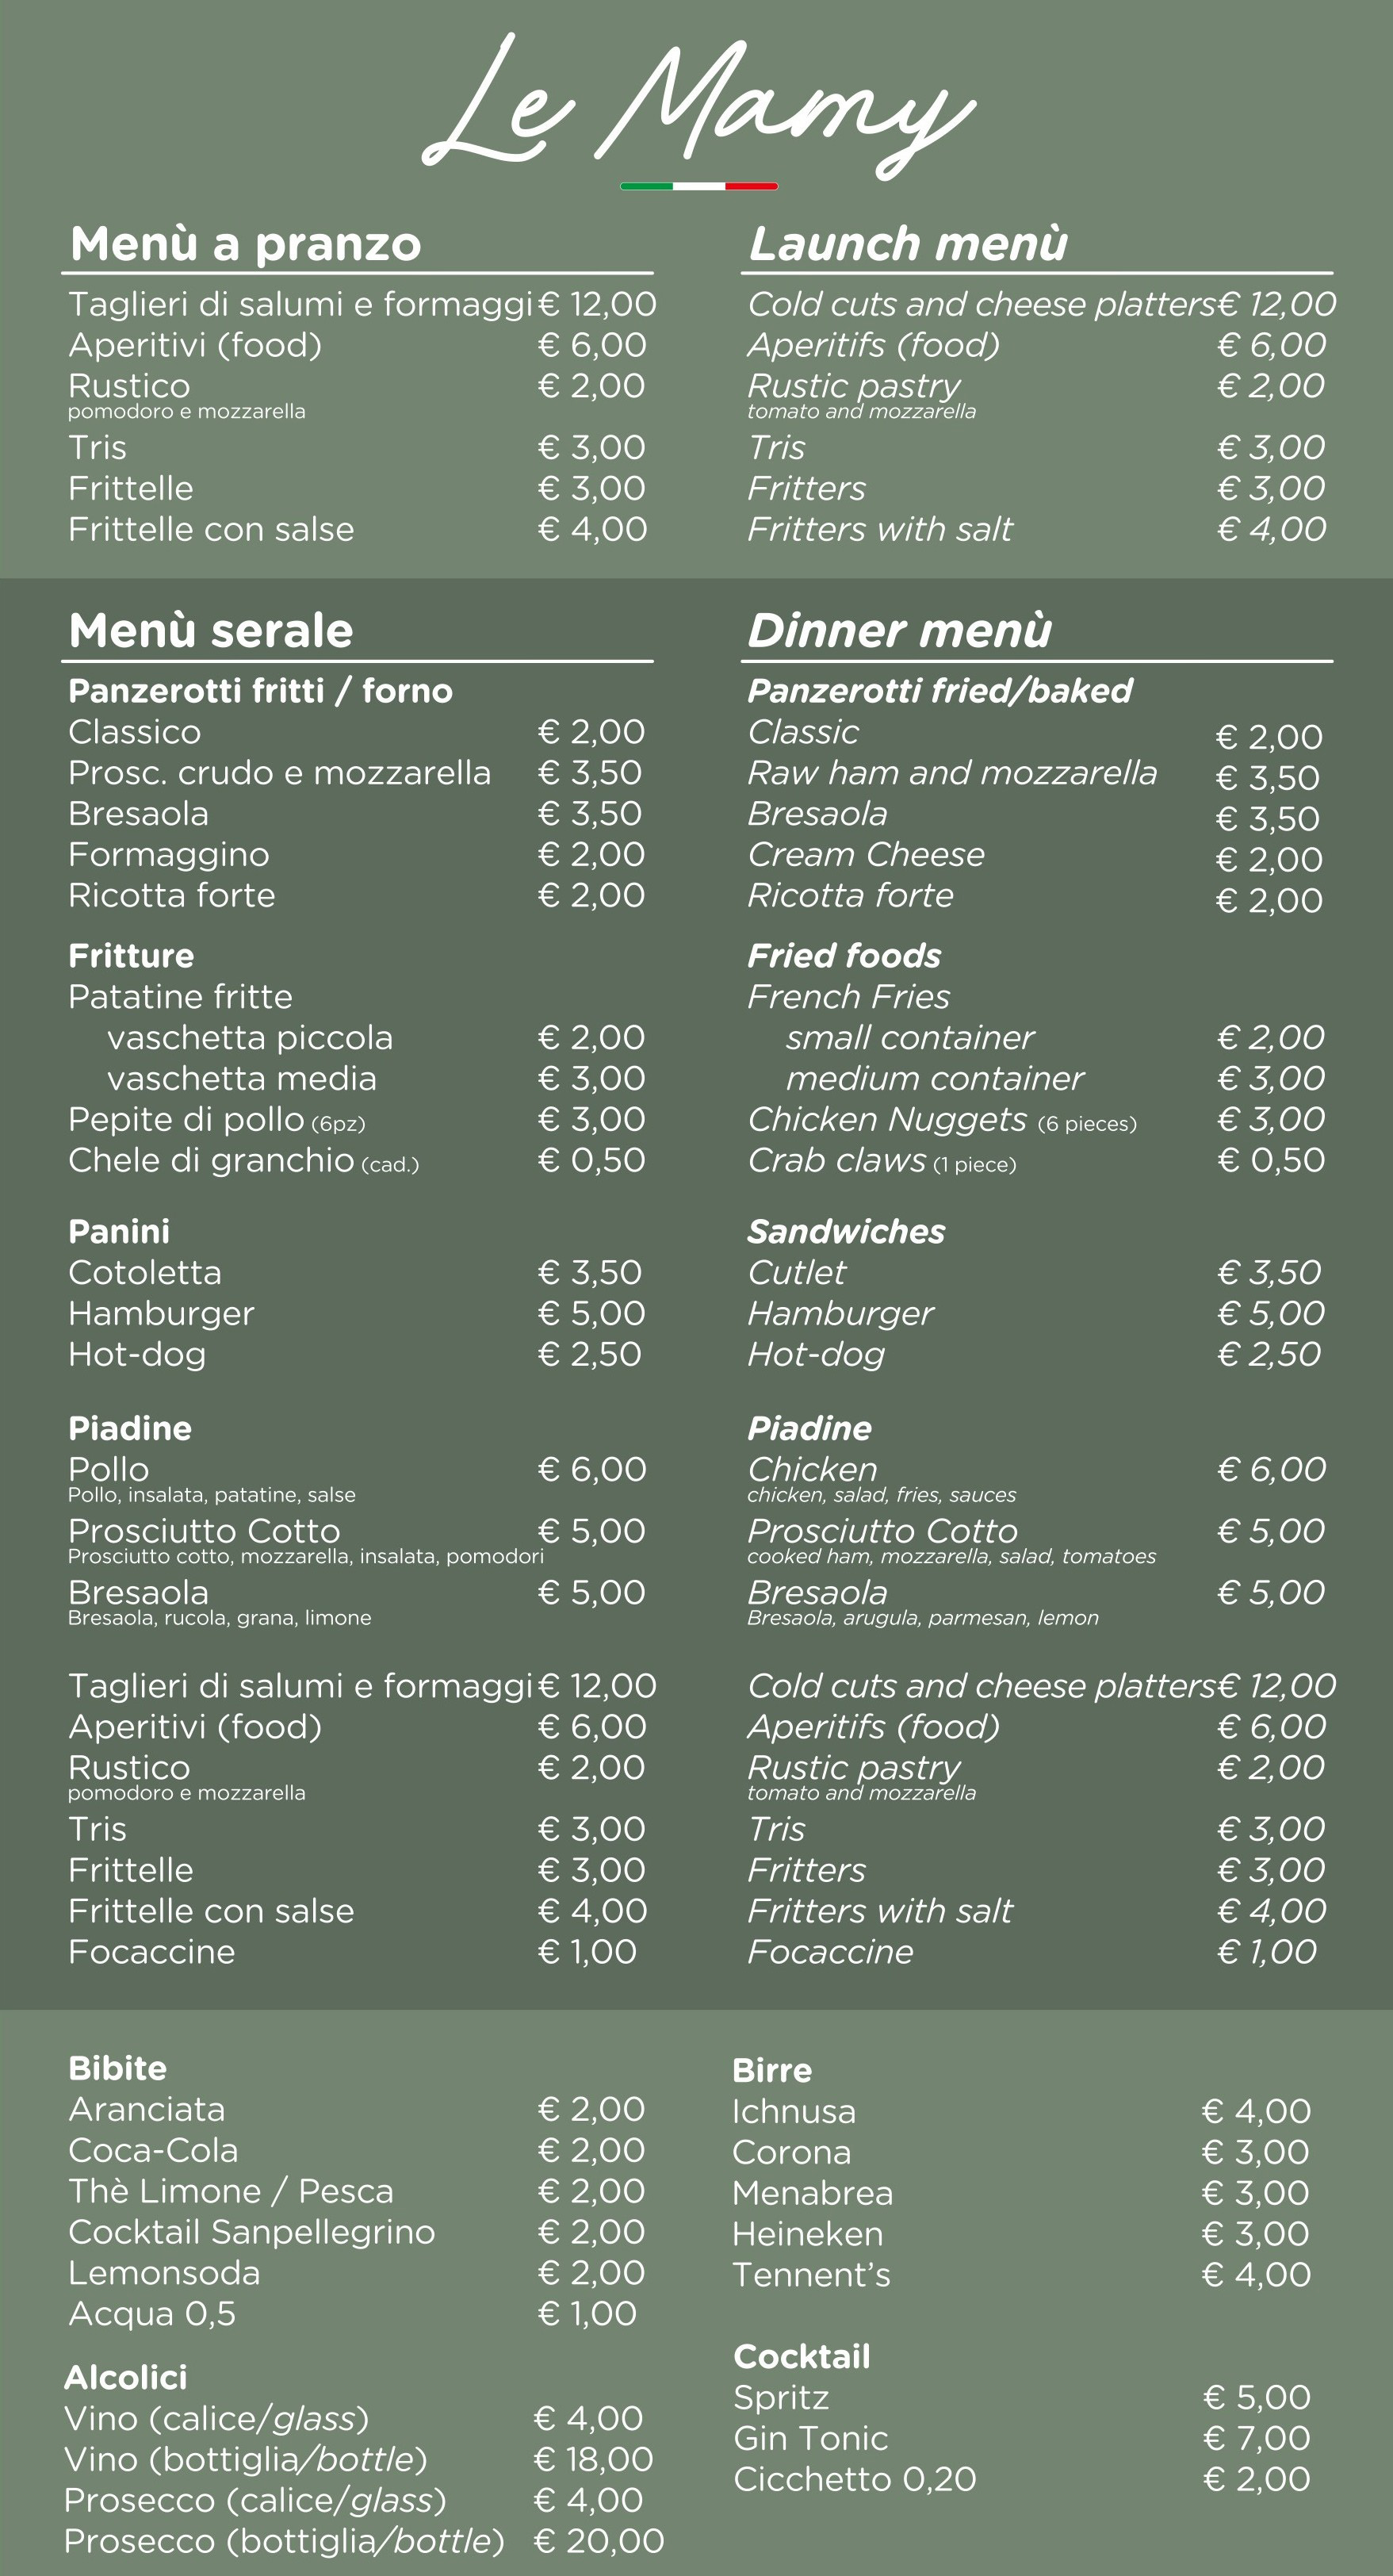 Le Mamy
Menù a pranzo
Taglieri di salumi e formaggi € 12,00
Aperitivi (food) € 6,00
Rustico € 2,00
pomodoro e mozzarella
Tris € 3,00
Frittelle € 3,00
Frittelle con salse € 4,00
Launch menù
Cold cuts and cheese platters € 12,00
Aperitifs (food) € 6,00
Rustic pastry € 2,00
tomato and mozzarella
Tris € 3,00
Fritters € 3,00
Fritters with salt € 4,00
Menù serale
Panzerotti fritti / forno
Classico € 2,00
Prosc. crudo e mozzarella € 3,50
Bresaola € 3,50
Formaggino € 2,00
Ricotta forte € 2,00
Fritture
Patatine fritte
vaschetta piccola € 2,00
vaschetta media € 3,00
Pepite di pollo (6pz) € 3,00
Chele di granchio (cad.) € 0,50
Panini
Cotoletta € 3,50
Hamburger € 5,00
Hot-dog € 2,50
Piadine
Pollo € 6,00
Pollo, insalata, patatine, salse
Prosciutto Cotto € 5,00
Prosciutto cotto, mozzarella, insalata, pomodori
Bresaola € 5,00
Bresaola, rucola, grana, limone
Taglieri di salumi e formaggi € 12,00
Aperitivi (food) € 6,00
Rustico € 2,00
pomodoro e mozzarella
Tris € 3,00
Frittelle € 3,00
Frittelle con salse € 4,00
Focaccine € 1,00
Dinner menù
Panzerotti fried/baked
Classic € 2,00
Raw ham and mozzarella € 3,50
Bresaola € 3,50
Cream Cheese € 2,00
Ricotta forte € 2,00
Fried foods
French Fries
small container € 2,00
medium container € 3,00
Chicken Nuggets (6 pieces) € 3,00
Crab claws (1 piece) € 0,50
Sandwiches
Cutlet € 3,50
Hamburger € 5,00
Hot-dog € 2,50
Piadine
Chicken € 6,00
chicken, salad, fries, sauces
Prosciutto Cotto € 5,00
cooked ham, mozzarella, salad, tomatoes
Bresaola € 5,00
Bresaola, arugula, parmesan, lemon
Cold cuts and cheese platters € 12,00
Aperitifs (food) € 6,00
Rustic pastry € 2,00
tomato and mozzarella
Tris € 3,00
Fritters € 3,00
Fritters with salt € 4,00
Focaccine € 1,00
Bibite
Aranciata € 2,00
Coca-Cola € 2,00
Thè Limone / Pesca € 2,00
Cocktail Sanpellegrino € 2,00
Lemonsoda € 2,00
Acqua 0,5 € 1,00
Alcolici
Vino (calice/glass) € 4,00
Vino (bottiglia/bottle) € 18,00
Prosecco (calice/glass) € 4,00
Prosecco (bottiglia/bottle) € 20,00
Birre
Ichnusa € 4,00
Corona € 3,00
Menabrea € 3,00
Heineken € 3,00
Tennent's € 4,00
Cocktail
Spritz € 5,00
Gin Tonic € 7,00
Cicchetto 0,20 € 2,00